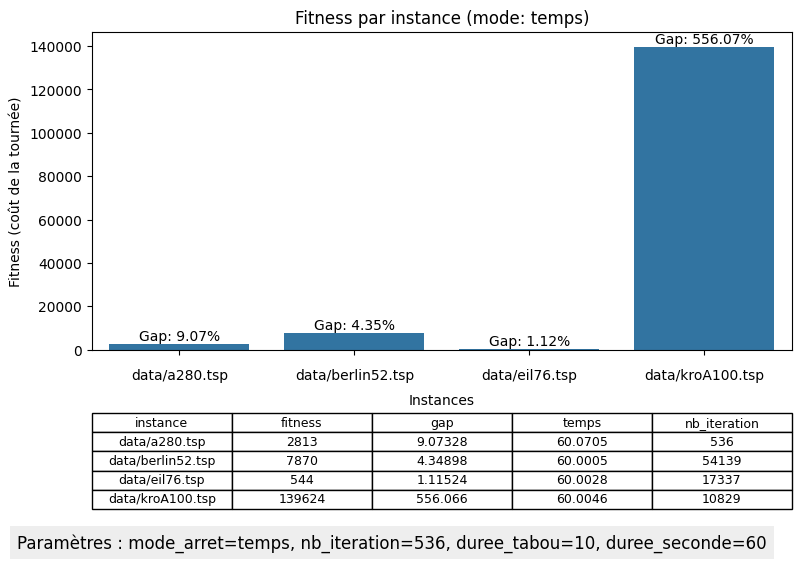 Fitness par instance (mode: temps)
Gap: 556.07%
140000
120000
100000
80000
60000
40000
20000
0
Fitness (coût de la tournée)
Gap: 9.07%
Gap: 4.35%
Gap: 1.12%
data/a280.tsp data/berlin52.tsp data/eil76.tsp data/kroA100.tsp
Instances
instance fitness gap temps nb_iteration
data/a280.tsp 2813 9.07328 60.0705 536
data/berlin52.tsp 7870 4.34898 60.0005 54139
data/eil76.tsp 544 1.11524 60.0028 17337
data/kroA100.tsp 139624 556.066 60.0046 10829
Paramètres : mode_arret=temps, nb_iteration=536, duree_tabou=10, duree_seconde=60